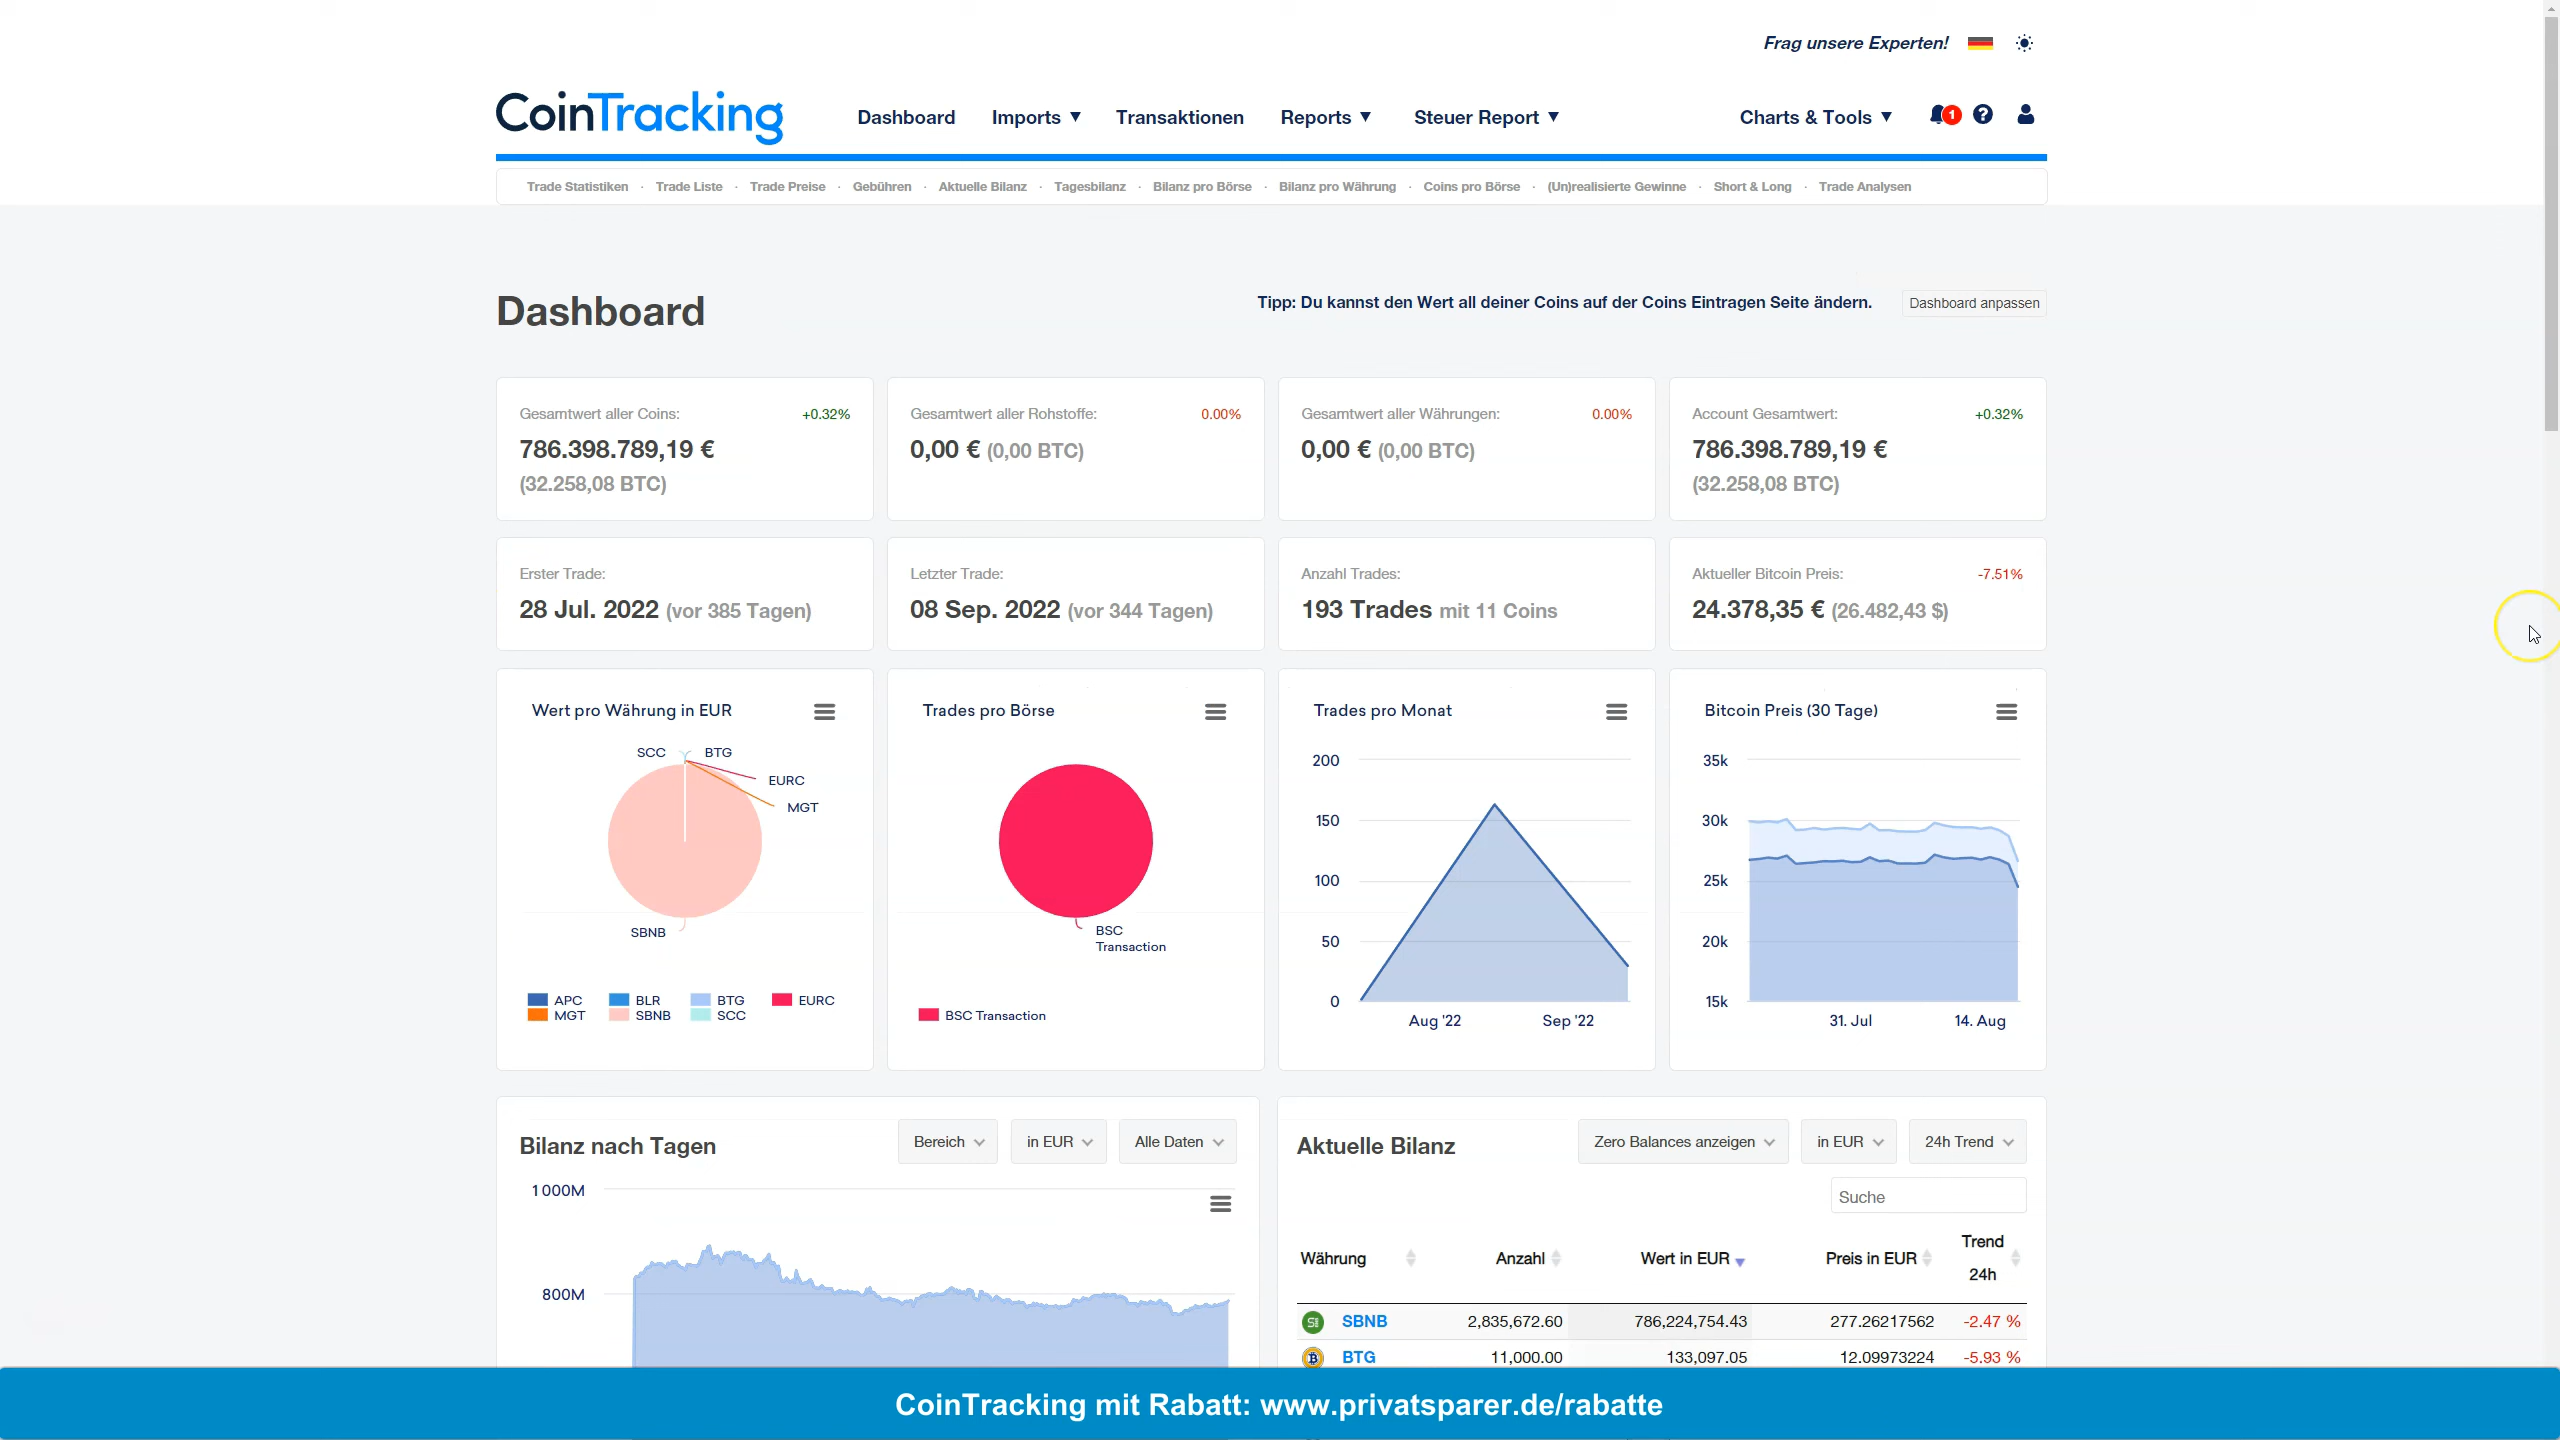 Frag unsere Experten!
CoinTracking
Dashboard Imports ▼ Transaktionen Reports ▼ Steuer Report ▼ Charts & Tools ▼ 1 ?
Trade Statistiken · Trade Liste · Trade Preise · Gebühren · Aktuelle Bilanz · Tagesbilanz · Bilanz pro Börse · Bilanz pro Währung · Coins pro Börse · (Un)realisierte Gewinne · Short & Long · Trade Analysen
Dashboard
Tipp: Du kannst den Wert all deiner Coins auf der Coins Eintragen Seite ändern.
Dashboard anpassen
Gesamtwert aller Coins: +0.32%
786.398.789,19 €
(32.258,08 BTC)
Gesamtwert aller Rohstoffe: 0.00%
0,00 € (0,00 BTC)
Gesamtwert aller Währungen: 0.00%
0,00 € (0,00 BTC)
Account Gesamtwert: +0.32%
786.398.789,19 €
(32.258,08 BTC)
Erster Trade:
28 Jul. 2022 (vor 385 Tagen)
Letzter Trade:
08 Sep. 2022 (vor 344 Tagen)
Anzahl Trades:
193 Trades mit 11 Coins
Aktueller Bitcoin Preis: -7.51%
24.378,35 € (26.482,43 $)
Wert pro Währung in EUR
SCC BTG
EURC
MGT
SBNB
APC BLR BTG EURC
MGT SBNB SCC
Trades pro Börse
BSC
Transaction
BSC Transaction
Trades pro Monat
200
150
100
50
0
Aug '22 Sep '22
Bitcoin Preis (30 Tage)
35k
30k
25k
20k
15k
31. Jul 14. Aug
Bilanz nach Tagen
Bereich in EUR Alle Daten
1 000M
800M
Aktuelle Bilanz
Zero Balances anzeigen in EUR 24h Trend
Suche
Währung Anzahl Wert in EUR Preis in EUR Trend
24h
SBNB 2,835,672.60 786,224,754.43 277.26217562 -2.47 %
BTG 11,000.00 133,097.05 12.09973224 -5.93 %
CoinTracking mit Rabatt: www.privatsparer.de/rabatte